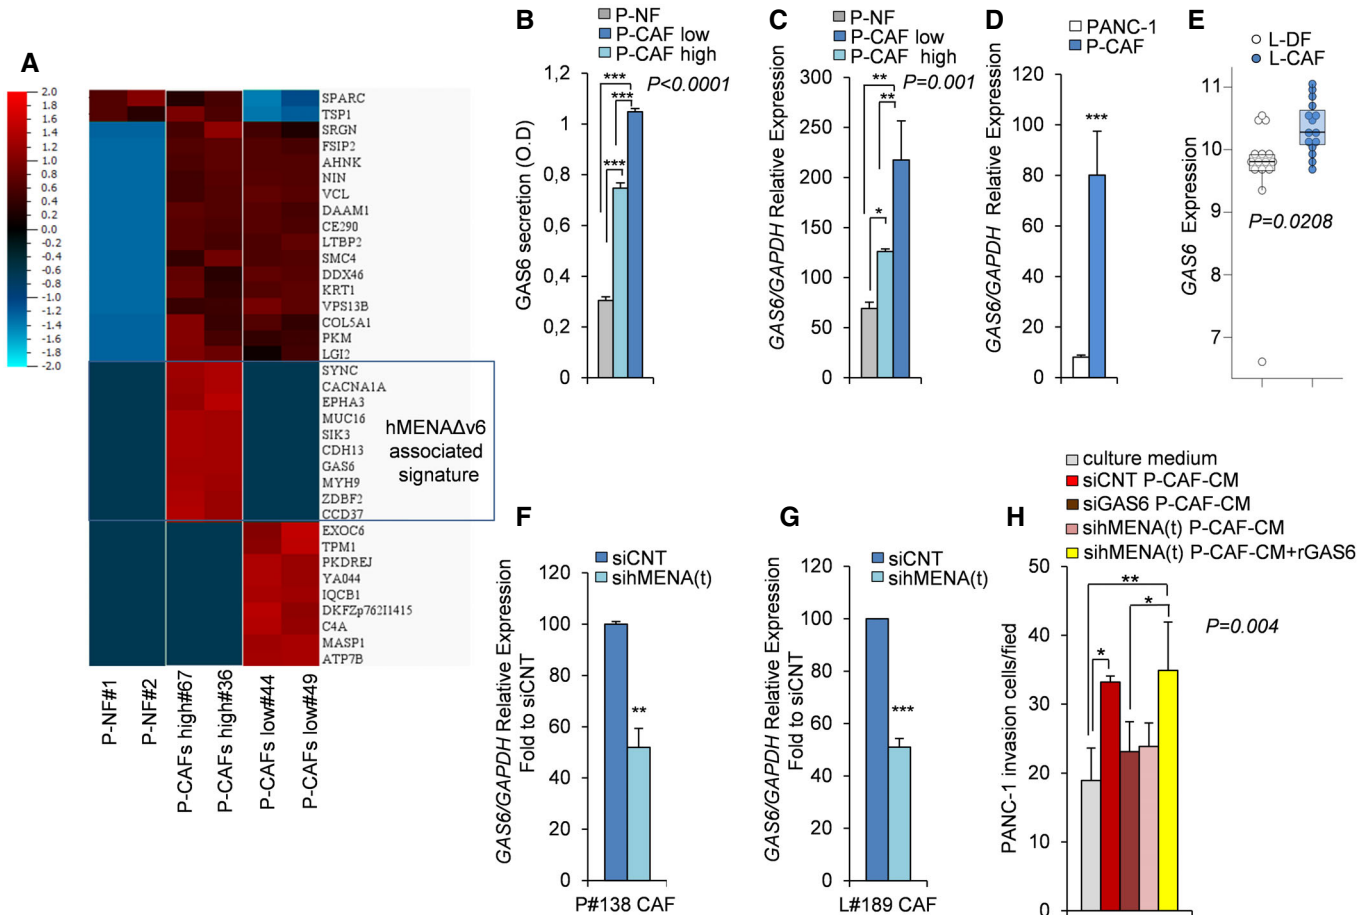 A
2.0
1.8
1.6
1.4
1.2
1.0
0.8
0.6
0.4
0.2
0.0
-0.2
-0.4
-0.6
-0.8
-1.0
-1.2
-1.4
-1.6
-1.8
-2.0
SPARC
TSP1
SRGN
FSIP2
AHNK
NIN
VCL
DAAM1
CE290
LTBP2
SMC4
DDX46
KRT1
VPS13B
COL5A1
PKM
LGI2
SYNC
CACNA1A
EPHA3
MUC16
SIK3
CDH13
GAS6
MYH9
ZDBF2
CCD37
EXOC6
TPM1
PKDREJ
YA044
IQCB1
DKFZp762I1415
C4A
MASP1
ATP7B
hMENAΔv6
associated
signature
P-NF#1
P-NF#2
P-CAFs high#67
P-CAFs high#36
P-CAFs low#44
P-CAFs low#49
B
P-NF
P-CAF low
P-CAF high
P<0.0001
GAS6 secretion (O.D)
1,2
1
0,8
0,6
0,4
0,2
0
***
***
***
C
P-NF
P-CAF low
P-CAF high
P=0.001
GAS6/GAPDH Relative Expression
300
250
200
150
100
50
0
**
**
*
D
PANC-1
P-CAF
GAS6/GAPDH Relative Expression
120
100
80
60
40
20
0
***
E
L-DF
L-CAF
GAS6 Expression
11
10
9
8
7
P=0.0208
F
siCNT
sihMENA(t)
GAS6/GAPDH Relative Expression
Fold to siCNT
120
100
80
60
40
20
0
**
P#138 CAF
G
siCNT
sihMENA(t)
GAS6/GAPDH Relative Expression
Fold to siCNT
120
100
80
60
40
20
0
***
L#189 CAF
H
culture medium
siCNT P-CAF-CM
siGAS6 P-CAF-CM
sihMENA(t) P-CAF-CM
sihMENA(t) P-CAF-CM+rGAS6
PANC-1 invasion cells/fied
50
40
30
20
10
0
**
*
*
P=0.004